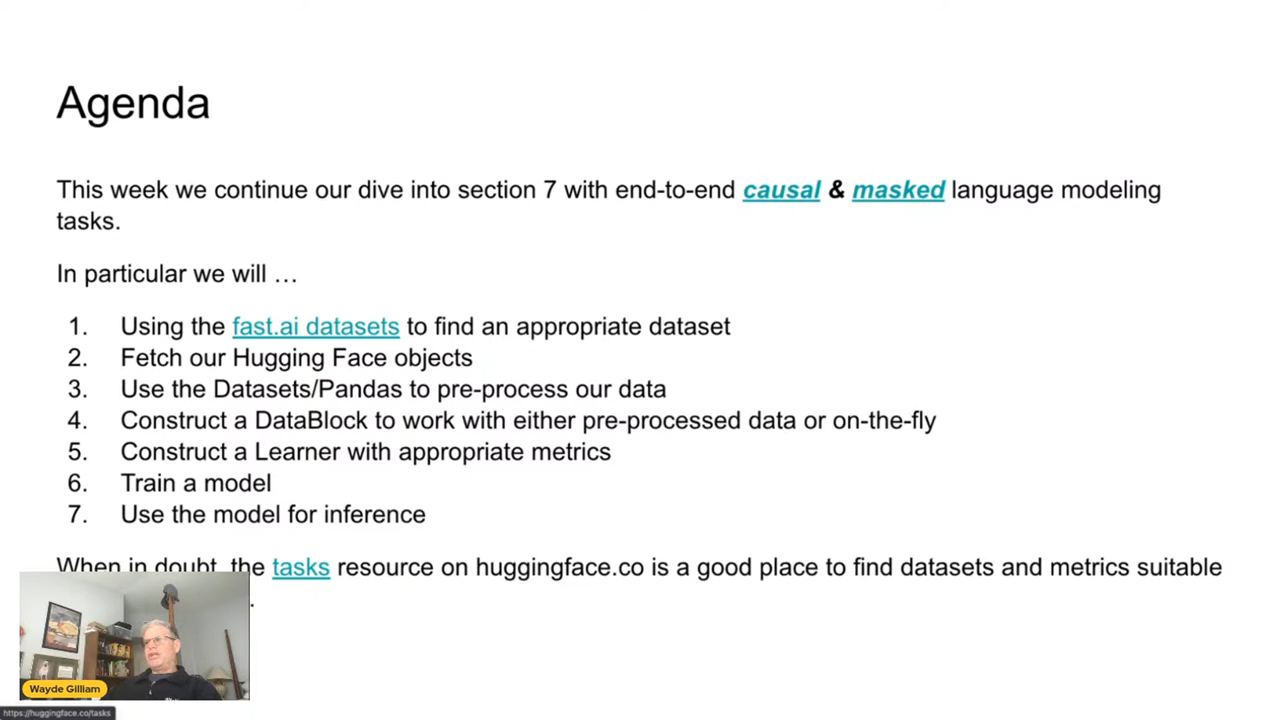 Agenda
This week we continue our dive into section 7 with end-to-end causal & masked language modeling
tasks.
In particular we will …
1. Using the fast.ai datasets to find an appropriate dataset
2. Fetch our Hugging Face objects
3. Use the Datasets/Pandas to pre-process our data
4. Construct a DataBlock to work with either pre-processed data or on-the-fly
5. Construct a Learner with appropriate metrics
6. Train a model
7. Use the model for inference
When in doubt, the tasks resource on huggingface.co is a good place to find datasets and metrics suitable
.
Wayde Gilliam
https://huggingface.co/tasks